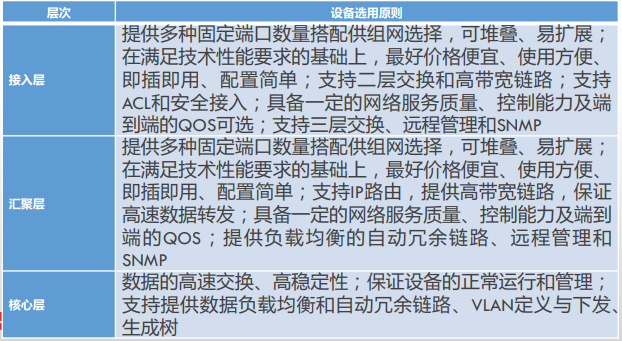 层次
设备选用原则
接入层
提供多种固定端口数量搭配供组网选择，可堆叠、易扩展；
在满足技术性能要求的基础上，最好价格便宜、使用方便、
即插即用、配置简单；支持二层交换和高带宽链路；支持
ACL和安全接入；具备一定的网络服务质量、控制能力及端
到端的QOS可选；支持三层交换、远程管理和SNMP
汇聚层
提供多种固定端口数量搭配供组网选择，可堆叠、易扩展；
在满足技术性能要求的基础上，最好价格便宜、使用方便、
即插即用、配置简单；支持IP路由，提供高带宽链路，保证
高速数据转发；具备一定的网络服务质量、控制能力及端到
端的QOS；提供负载均衡的自动冗余链路、远程管理和
SNMP
核心层
数据的高速交换、高稳定性；保证设备的正常运行和管理；
支持提供数据负载均衡和自动冗余链路、VLAN定义与下发、
生成树